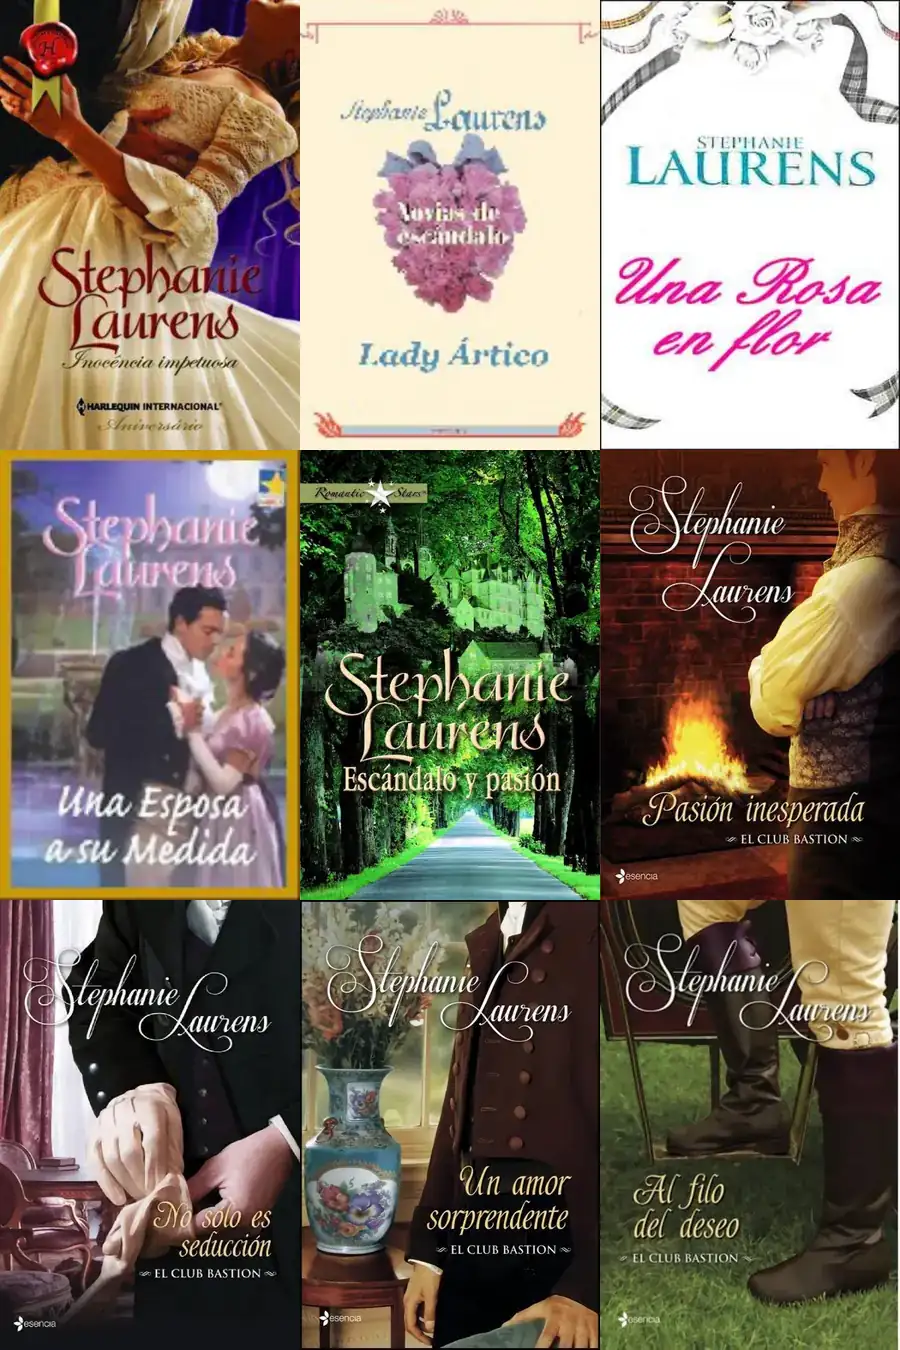 Stephanie
Laurens
Inocência impetuosa
HARLEQUIN INTERNACIONAL
Aniversário
Stephanie Laurens
Novias de
escándalo
Lady Ártico
STEPHANIE
LAURENS
Una Rosa
en flor
Stephanie
Laurens
Una Esposa
a su Medida
Romantic Stars
Stephanie
Laurens
Escándalo y pasión
Stephanie
Laurens
Pasión inesperada
EL CLUB BASTION
esencia
Stephanie
Laurens
No solo es
seducción
EL CLUB BASTION
esencia
Stephanie
Laurens
Un amor
sorprendente
EL CLUB BASTION
esencia
Stephanie
Laurens
Al filo
del deseo
EL CLUB BASTION
esencia